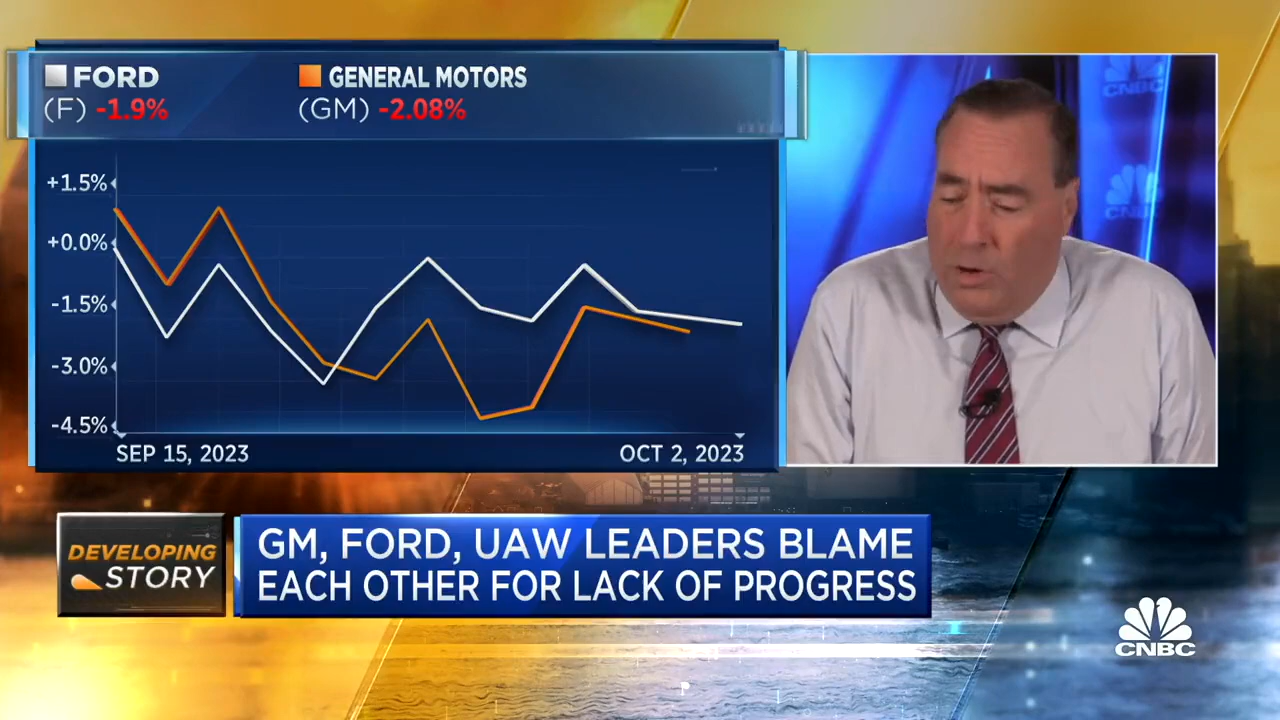 FORD
(F) -1.9%
GENERAL MOTORS
(GM) -2.08%
+1.5%
+0.0%
-1.5%
-3.0%
-4.5%
SEP 15, 2023
OCT 2, 2023
CNBC
CNBC
DEVELOPING
STORY
GM, FORD, UAW LEADERS BLAME
EACH OTHER FOR LACK OF PROGRESS
CNBC